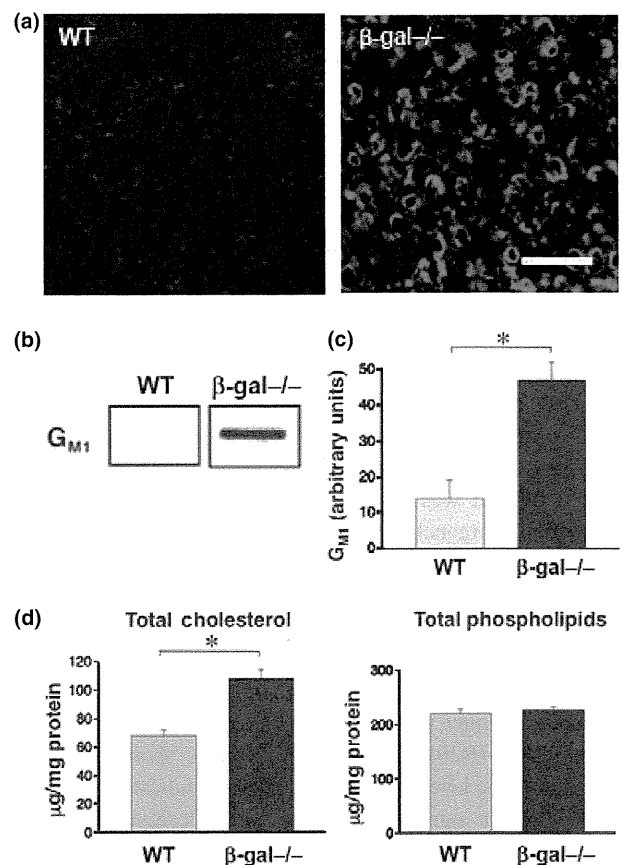 (a)
WT
β-gal–/–
(b)
WT β-gal–/–
G_M1
(c)
*
G_M1 (arbitrary units)
50
40
30
20
10
0
WT β-gal–/–
(d)
Total cholesterol
*
µg/mg protein
120
100
80
60
40
20
0
WT β-gal–/–
Total phospholipids
µg/mg protein
300
200
100
0
WT β-gal–/–